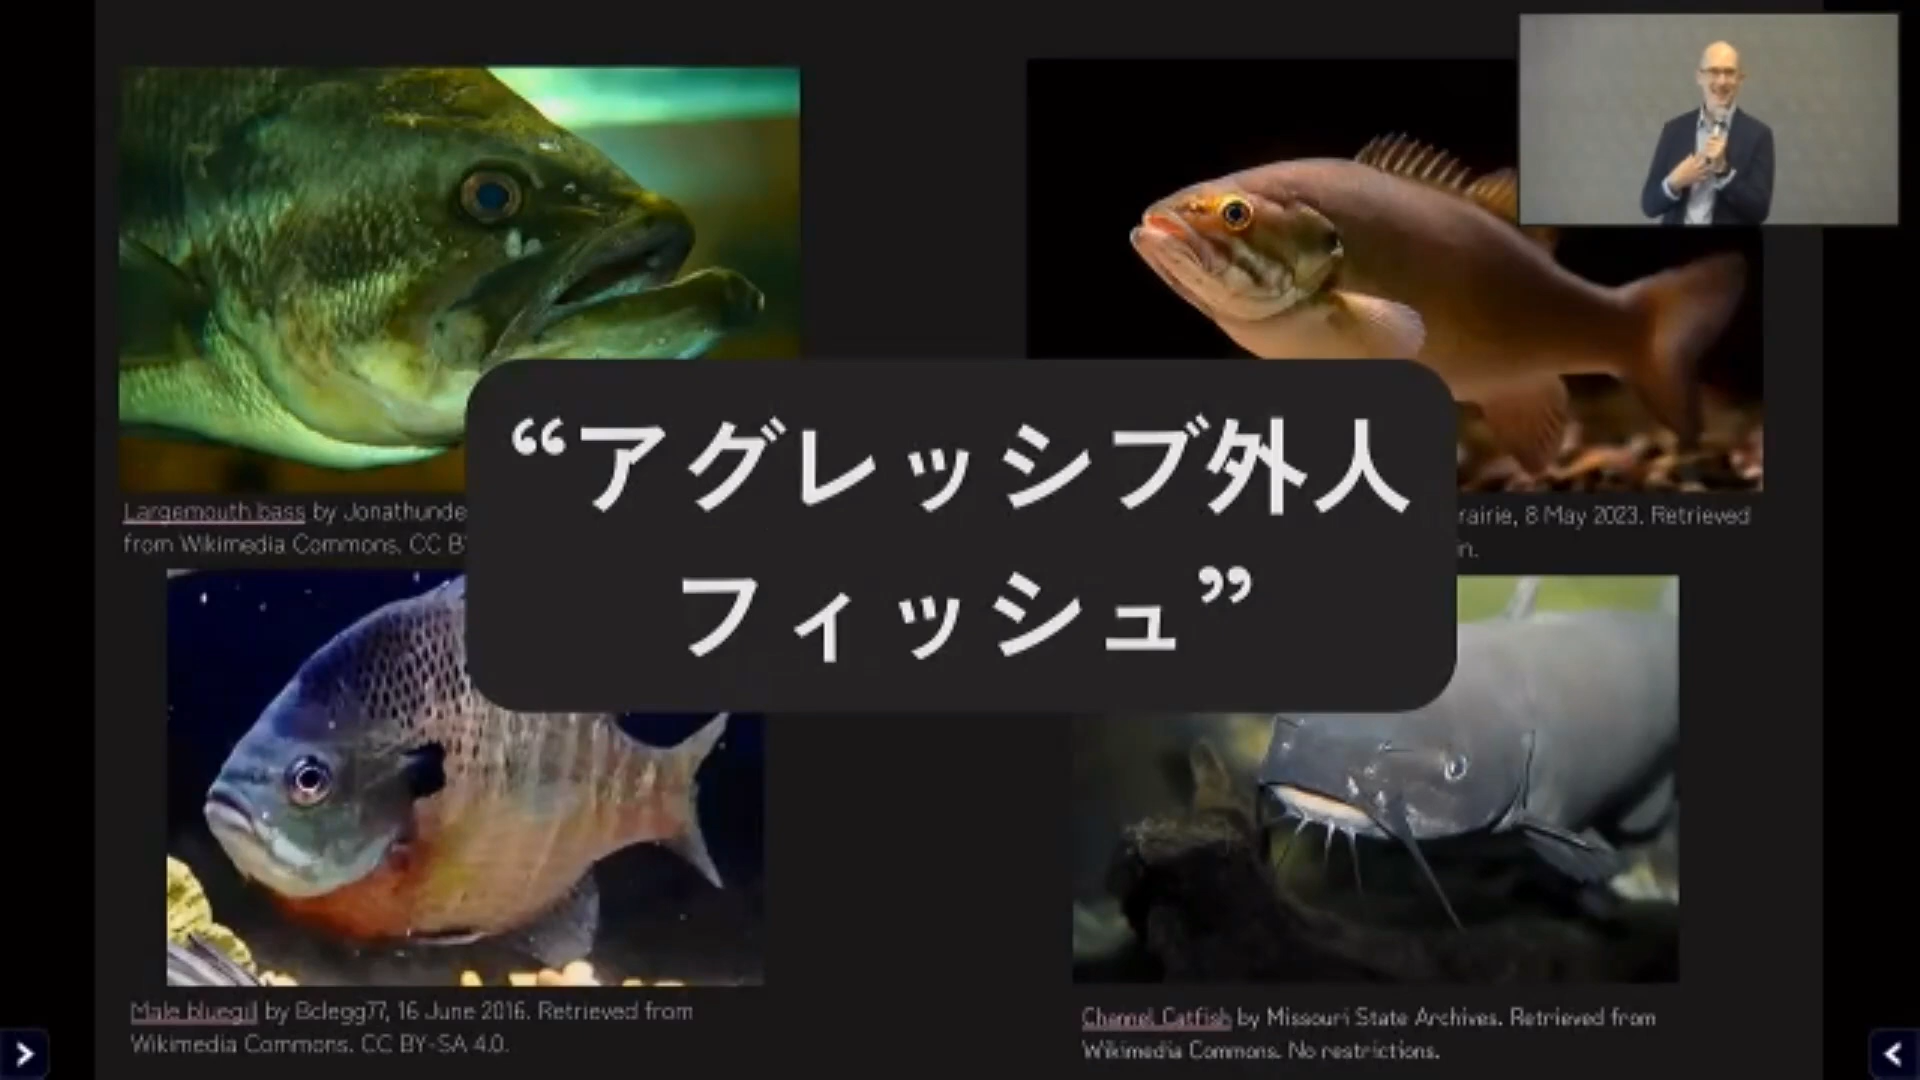 “アグレッシブ外人
フィッシュ”
Largemouth bass by Jonathunde
from Wikimedia Commons. CC B
rairie, 8 May 2023. Retrieved
in.
Male bluegill by Bclegg77, 16 June 2016. Retrieved from
Wikimedia Commons. CC BY-SA 4.0.
Channel Catfish by Missouri State Archives. Retrieved from
Wikimedia Commons. No restrictions.